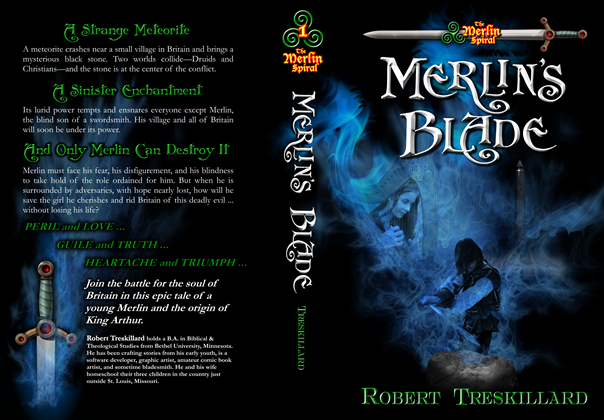 A Strange Meteorite
A meteorite crashes near a small village in Britain and brings a
mysterious black stone. Two worlds collide—Druids and
Christians—and the stone is at the center of the conflict.
A Sinister Enchantment
Its lurid power tempts and ensnares everyone except Merlin,
the blind son of a swordsmith. His village and all of Britain
will soon be under its power.
And Only Merlin Can Destroy It
Merlin must face his fear, his disfigurement, and his blindness
to take hold of the role ordained for him. But when he is
surrounded by adversaries, with hope nearly lost, how will he
save the girl he cherishes and rid Britain of this deadly evil ...
without losing his life?
PERIL and LOVE ...
GUILE and TRUTH ...
HEARTACHE and TRIUMPH ...
Join the battle for the soul of
Britain in this epic tale of a
young Merlin and the origin of
King Arthur.
Robert Treskillard holds a B.A. in Biblical &
Theological Studies from Bethel University, Minnesota.
He has been crafting stories from his early youth, is a
software developer, graphic artist, amateur comic book
artist, and sometime bladesmith. He and his wife
homeschool their three children in the country just
outside St. Louis, Missouri.
1
The
Merlin
Spiral
Merlin's Blade
Treskillard
The
Merlin
Spiral
Merlin's
Blade
Robert Treskillard